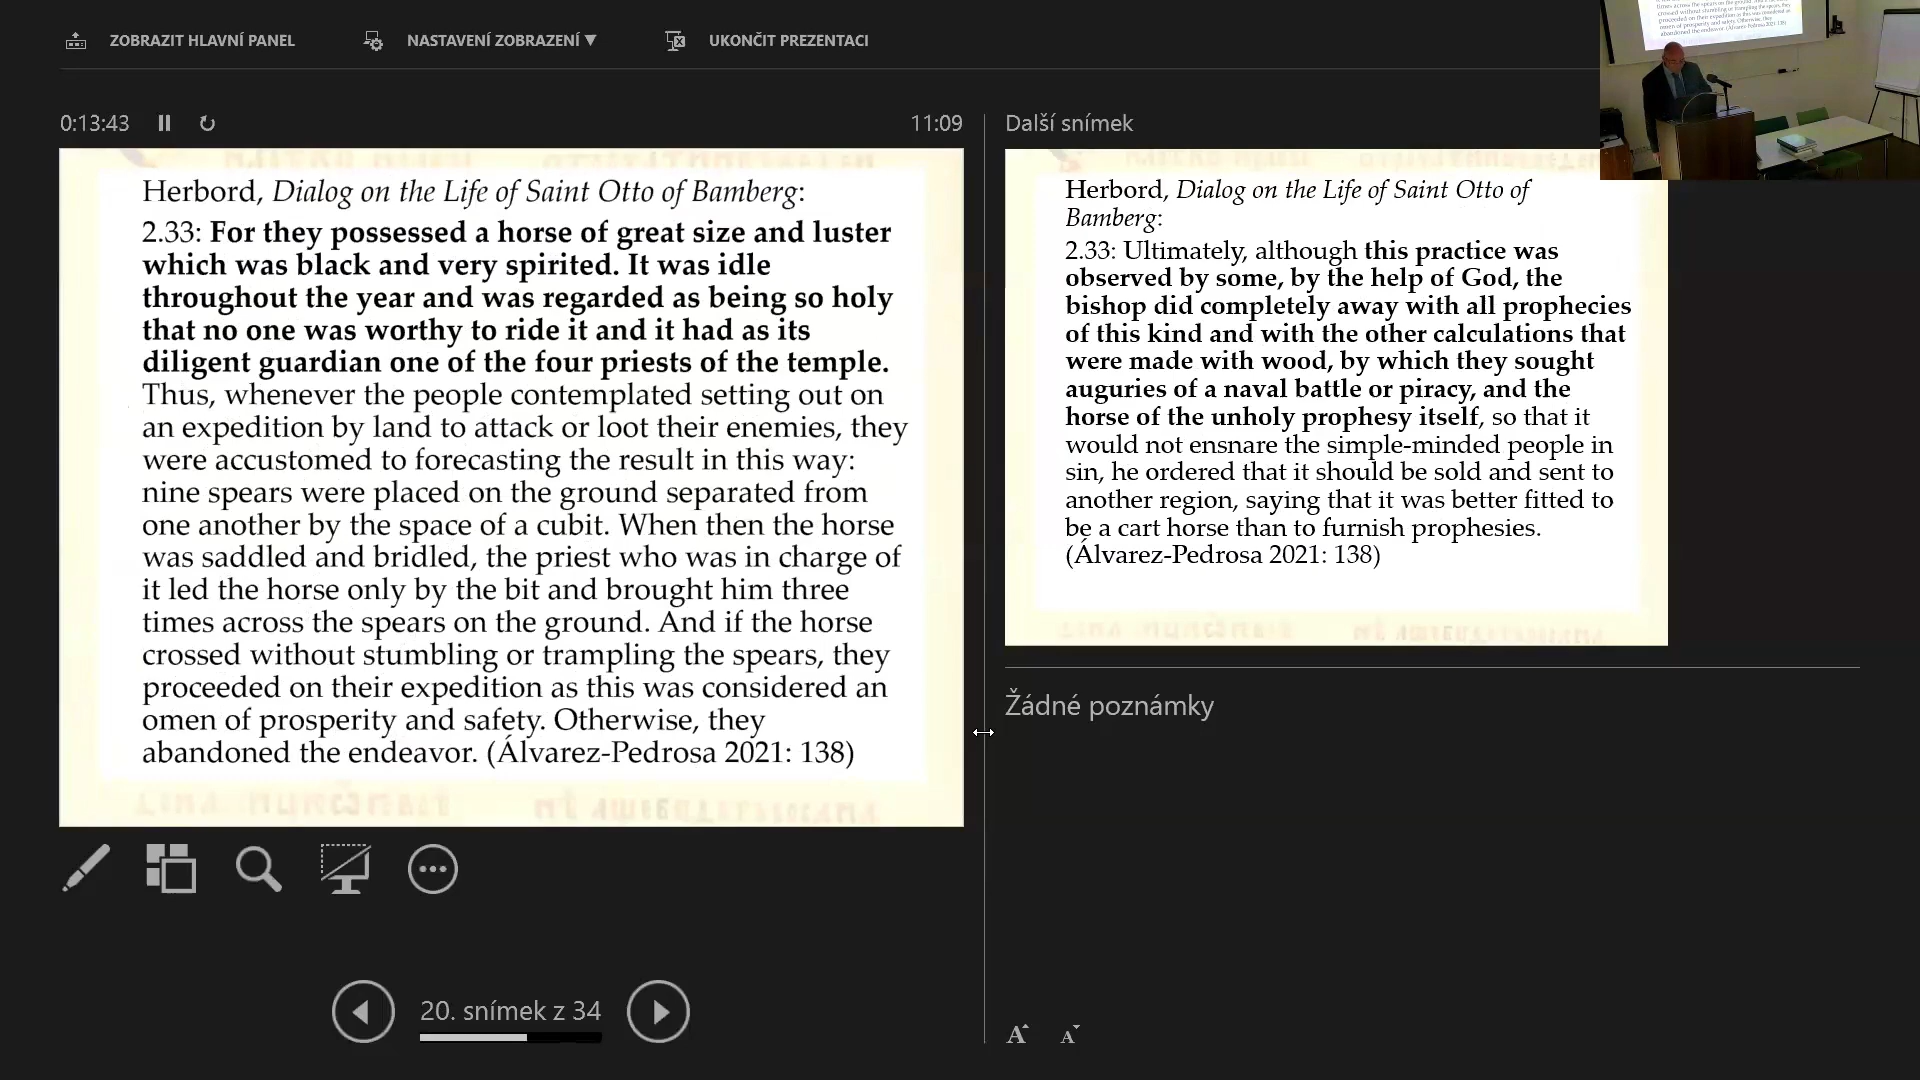 ZOBRAZIT HLAVNÍ PANEL
NASTAVENÍ ZOBRAZENÍ ▼
UKONČIT PREZENTACI
0:13:43
11:09
Další snímek
Herbord, Dialog on the Life of Saint Otto of Bamberg:
2.33: For they possessed a horse of great size and luster
which was black and very spirited. It was idle
throughout the year and was regarded as being so holy
that no one was worthy to ride it and it had as its
diligent guardian one of the four priests of the temple.
Thus, whenever the people contemplated setting out on
an expedition by land to attack or loot their enemies, they
were accustomed to forecasting the result in this way:
nine spears were placed on the ground separated from
one another by the space of a cubit. When then the horse
was saddled and bridled, the priest who was in charge of
it led the horse only by the bit and brought him three
times across the spears on the ground. And if the horse
crossed without stumbling or trampling the spears, they
proceeded on their expedition as this was considered an
omen of prosperity and safety. Otherwise, they
abandoned the endeavor. (Álvarez-Pedrosa 2021: 138)
Herbord, Dialog on the Life of Saint Otto of
Bamberg:
2.33: Ultimately, although this practice was
observed by some, by the help of God, the
bishop did completely away with all prophecies
of this kind and with the other calculations that
were made with wood, by which they sought
auguries of a naval battle or piracy, and the
horse of the unholy prophesy itself, so that it
would not ensnare the simple-minded people in
sin, he ordered that it should be sold and sent to
another region, saying that it was better fitted to
be a cart horse than to furnish prophesies.
(Álvarez-Pedrosa 2021: 138)
Žádné poznámky
20. snímek z 34
A A